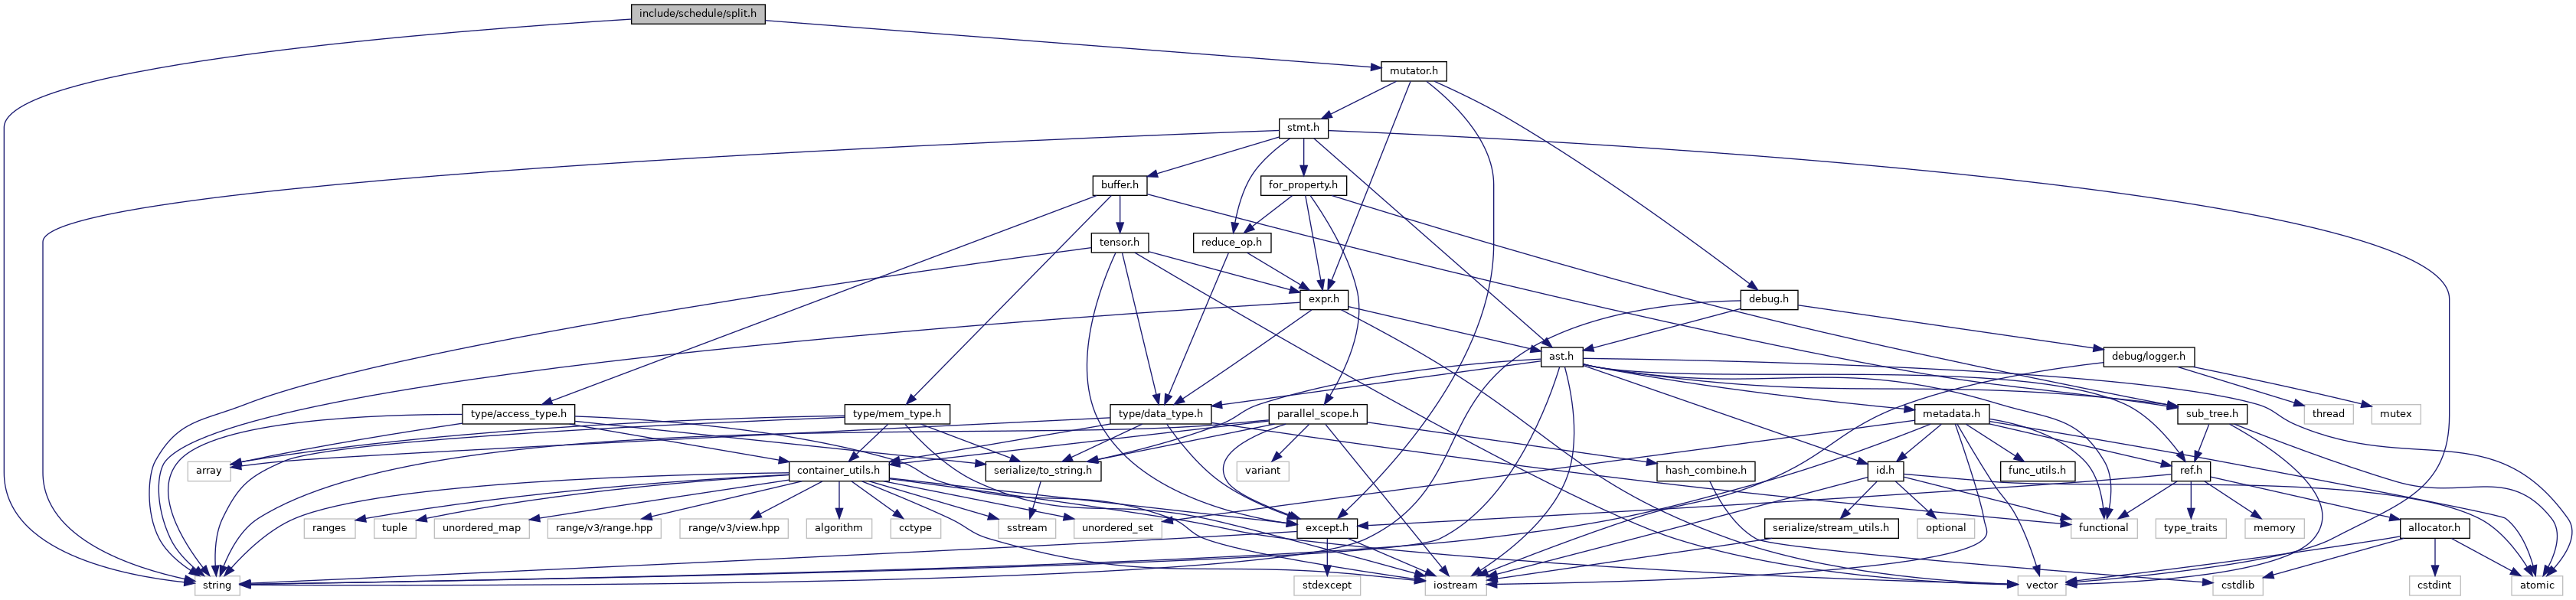 include/schedule/split.h
mutator.h
stmt.h
buffer.h
for_property.h
tensor.h
reduce_op.h
expr.h
debug.h
ast.h
debug/logger.h
type/access_type.h
type/mem_type.h
type/data_type.h
parallel_scope.h
metadata.h
sub_tree.h
thread
mutex
array
container_utils.h
serialize/to_string.h
variant
hash_combine.h
id.h
func_utils.h
ref.h
ranges
tuple
unordered_map
range/v3/range.hpp
range/v3/view.hpp
algorithm
cctype
sstream
unordered_set
except.h
serialize/stream_utils.h
optional
functional
type_traits
memory
allocator.h
string
stdexcept
iostream
vector
cstdlib
cstdint
atomic